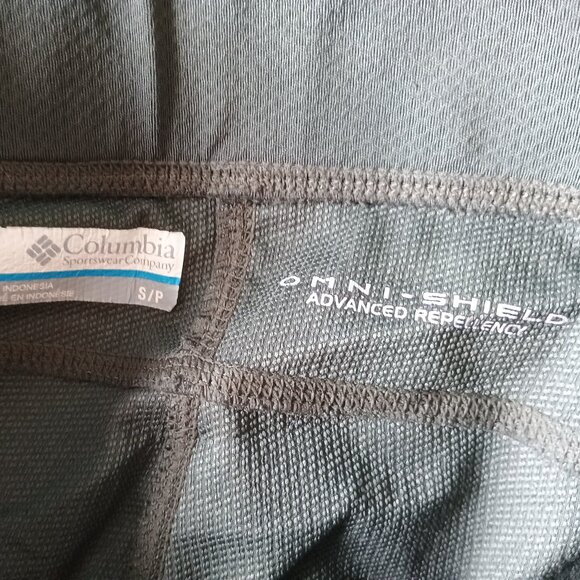 Columbia
Sportswear Company
INDONESIA
EN INDONÉSIE
S/P
OMNI-SHIELD
ADVANCED REPELLENCY